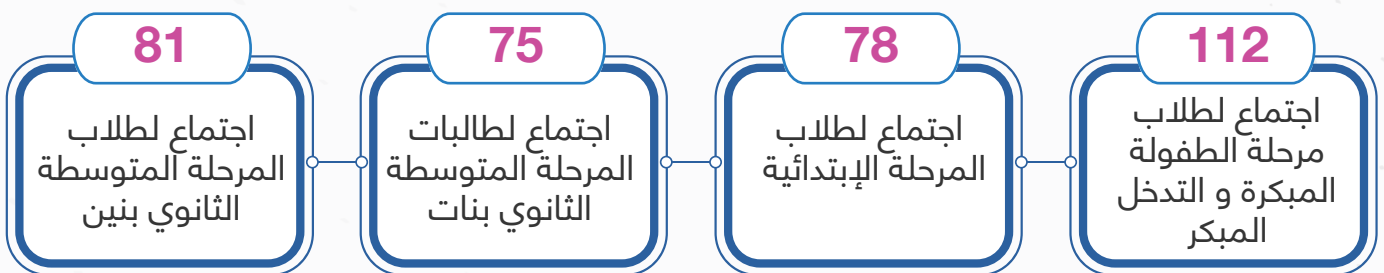 112
اجتماع لطلاب
مرحلة الطفولة
المبكرة و التدخل
المبكر
78
اجتماع لطلاب
المرحلة الإبتدائية
75
اجتماع لطالبات
المرحلة المتوسطة
الثانوي بنات
81
اجتماع لطلاب
المرحلة المتوسطة
الثانوي بنين